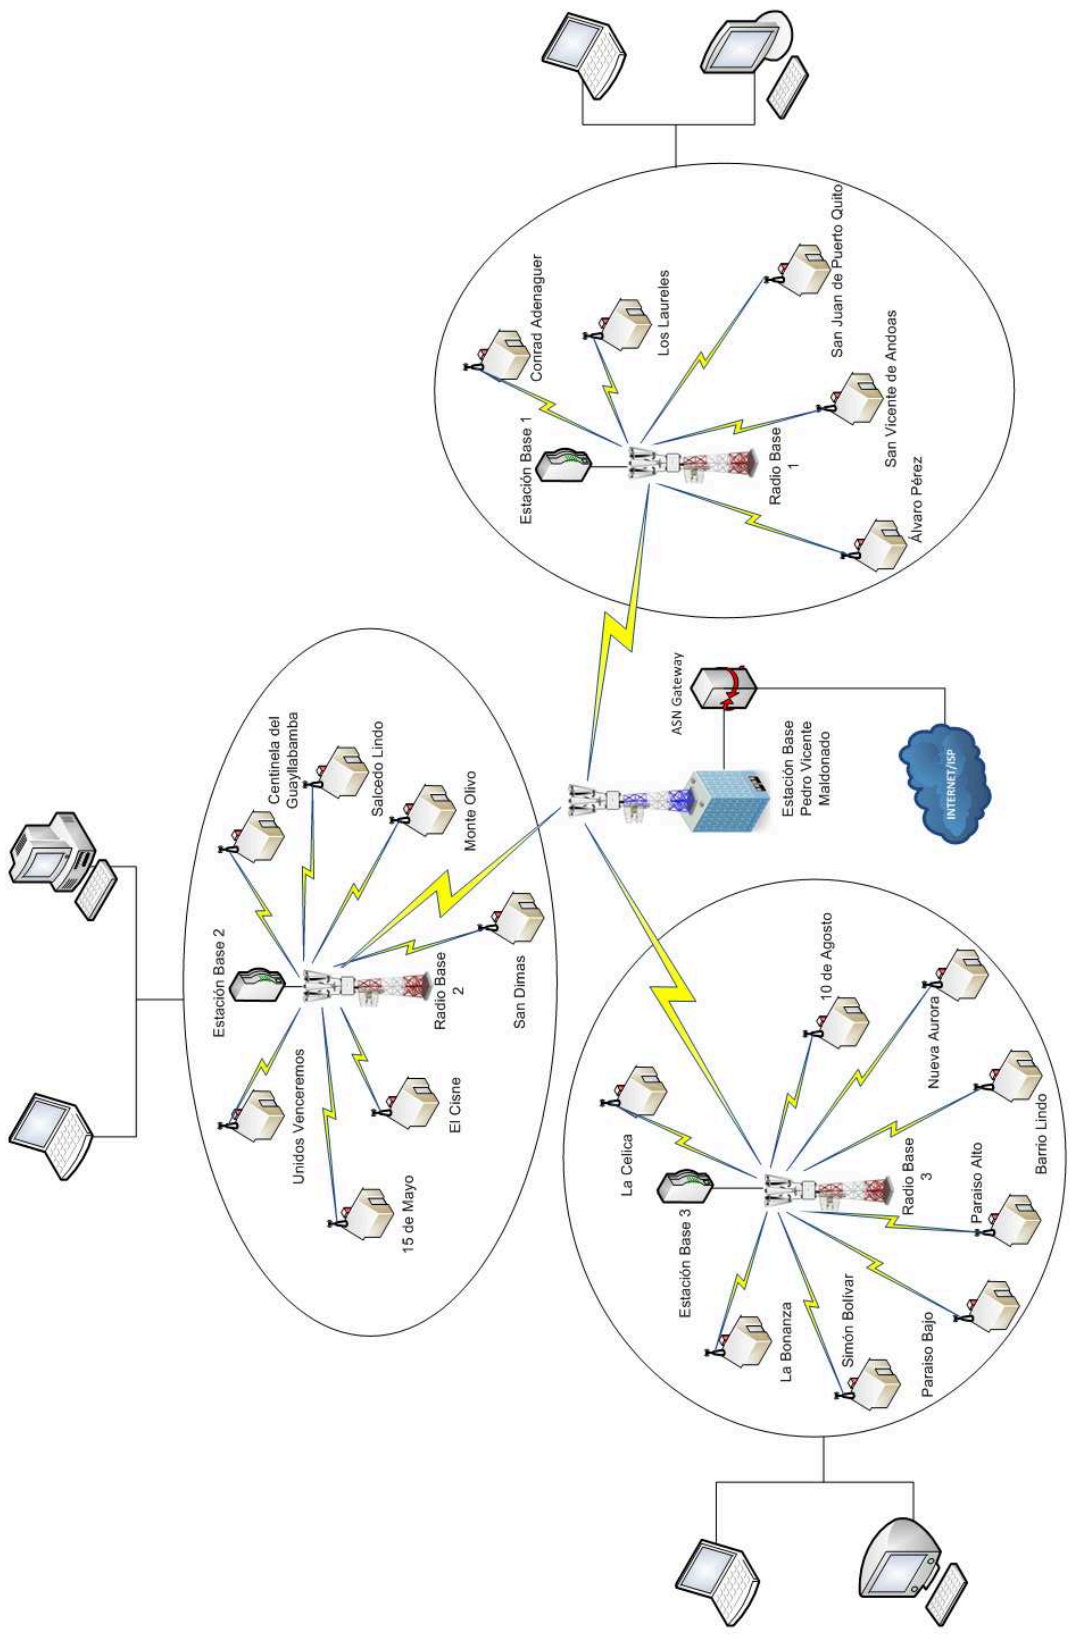 Estación Base 2
Unidos Venceremos
Centinela del
Guayllabamba
Salcedo Lindo
15 de Mayo
El Cisne
Radio Base
2
Monte Olivo
San Dimas
Estación Base 1
Conrad Adenaguer
Los Laureles
Radio Base
1
San Juan de Puerto Quito
San Vicente de Andoas
Álvaro Pérez
ASN Gateway
Estación Base
Pedro Vicente
Maldonado
INTERNET/ISP
La Celica
Estación Base 3
10 de Agosto
La Bonanza
Simón Bolívar
Radio Base
3
Nueva Aurora
Paraiso Bajo
Paraiso Alto
Barrio Lindo